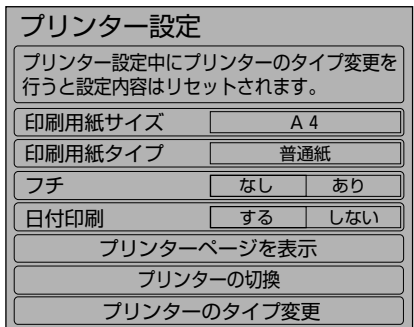 プリンター設定
プリンター設定中にプリンターのタイプ変更を
行うと設定内容はリセットされます。
印刷用紙サイズ A4
印刷用紙タイプ 普通紙
フチ なし あり
日付印刷 する しない
プリンターページを表示
プリンターの切換
プリンターのタイプ変更